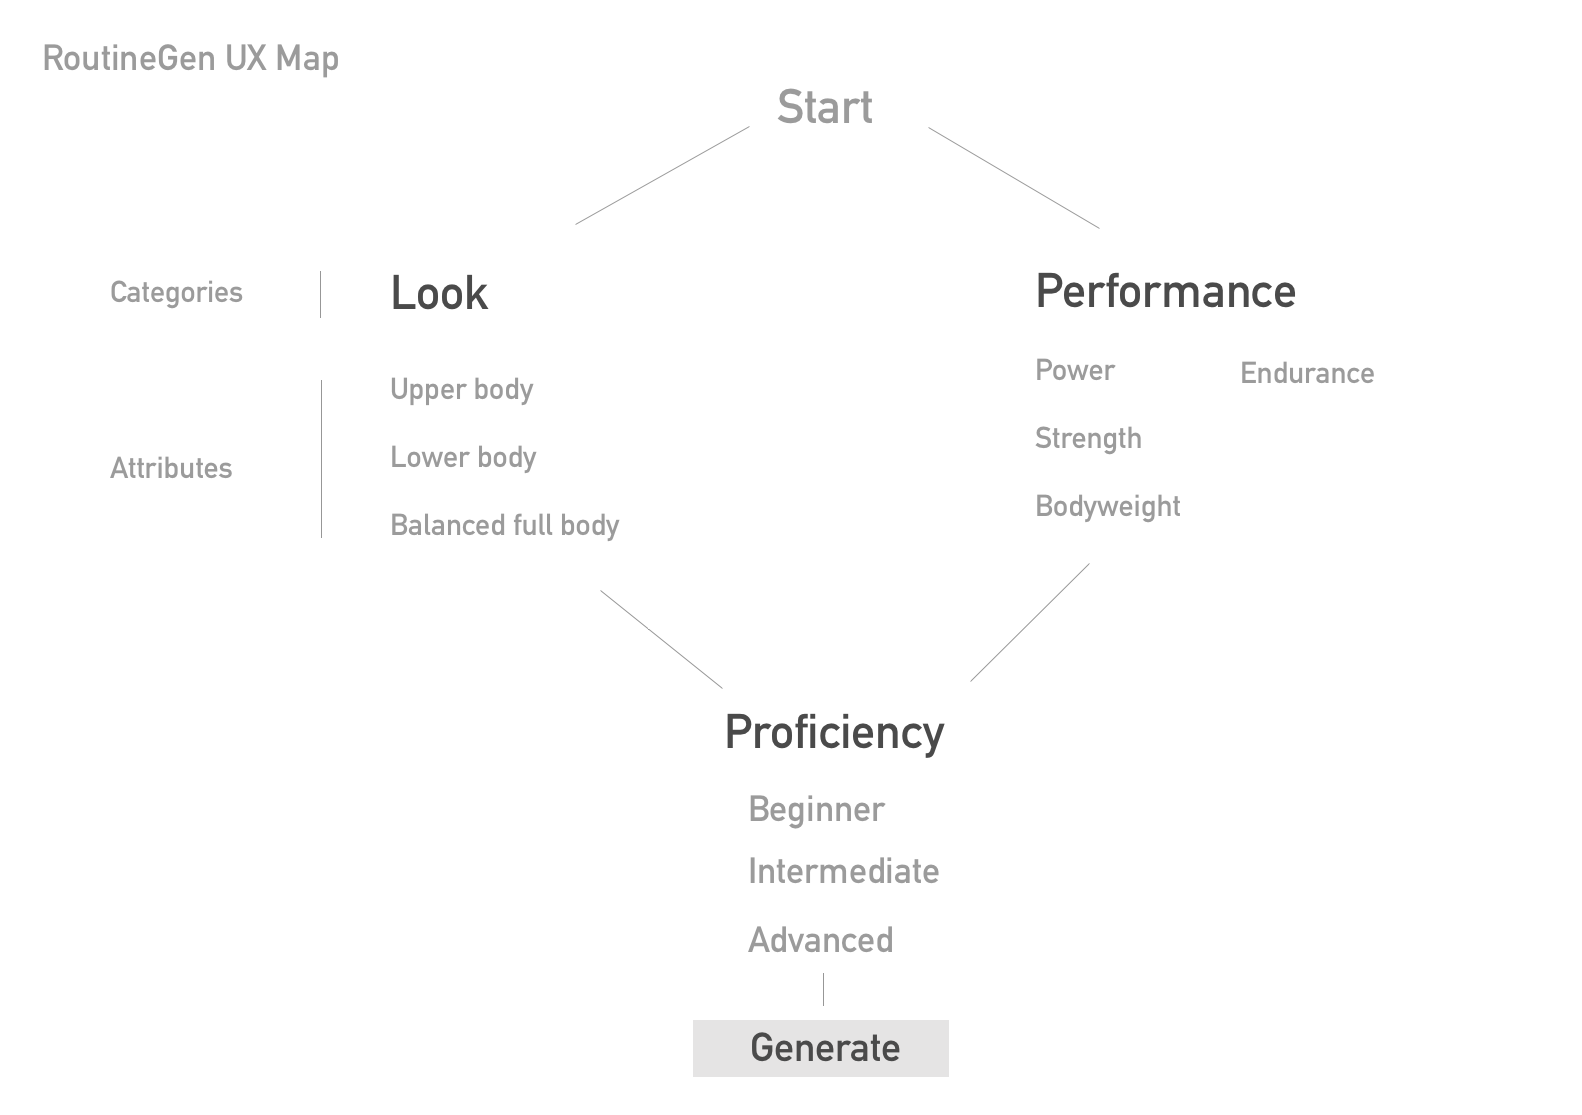 RoutineGen UX Map
Start
Categories
Look
Performance
Attributes
Upper body
Lower body
Balanced full body
Power
Endurance
Strength
Bodyweight
Proficiency
Beginner
Intermediate
Advanced
Generate